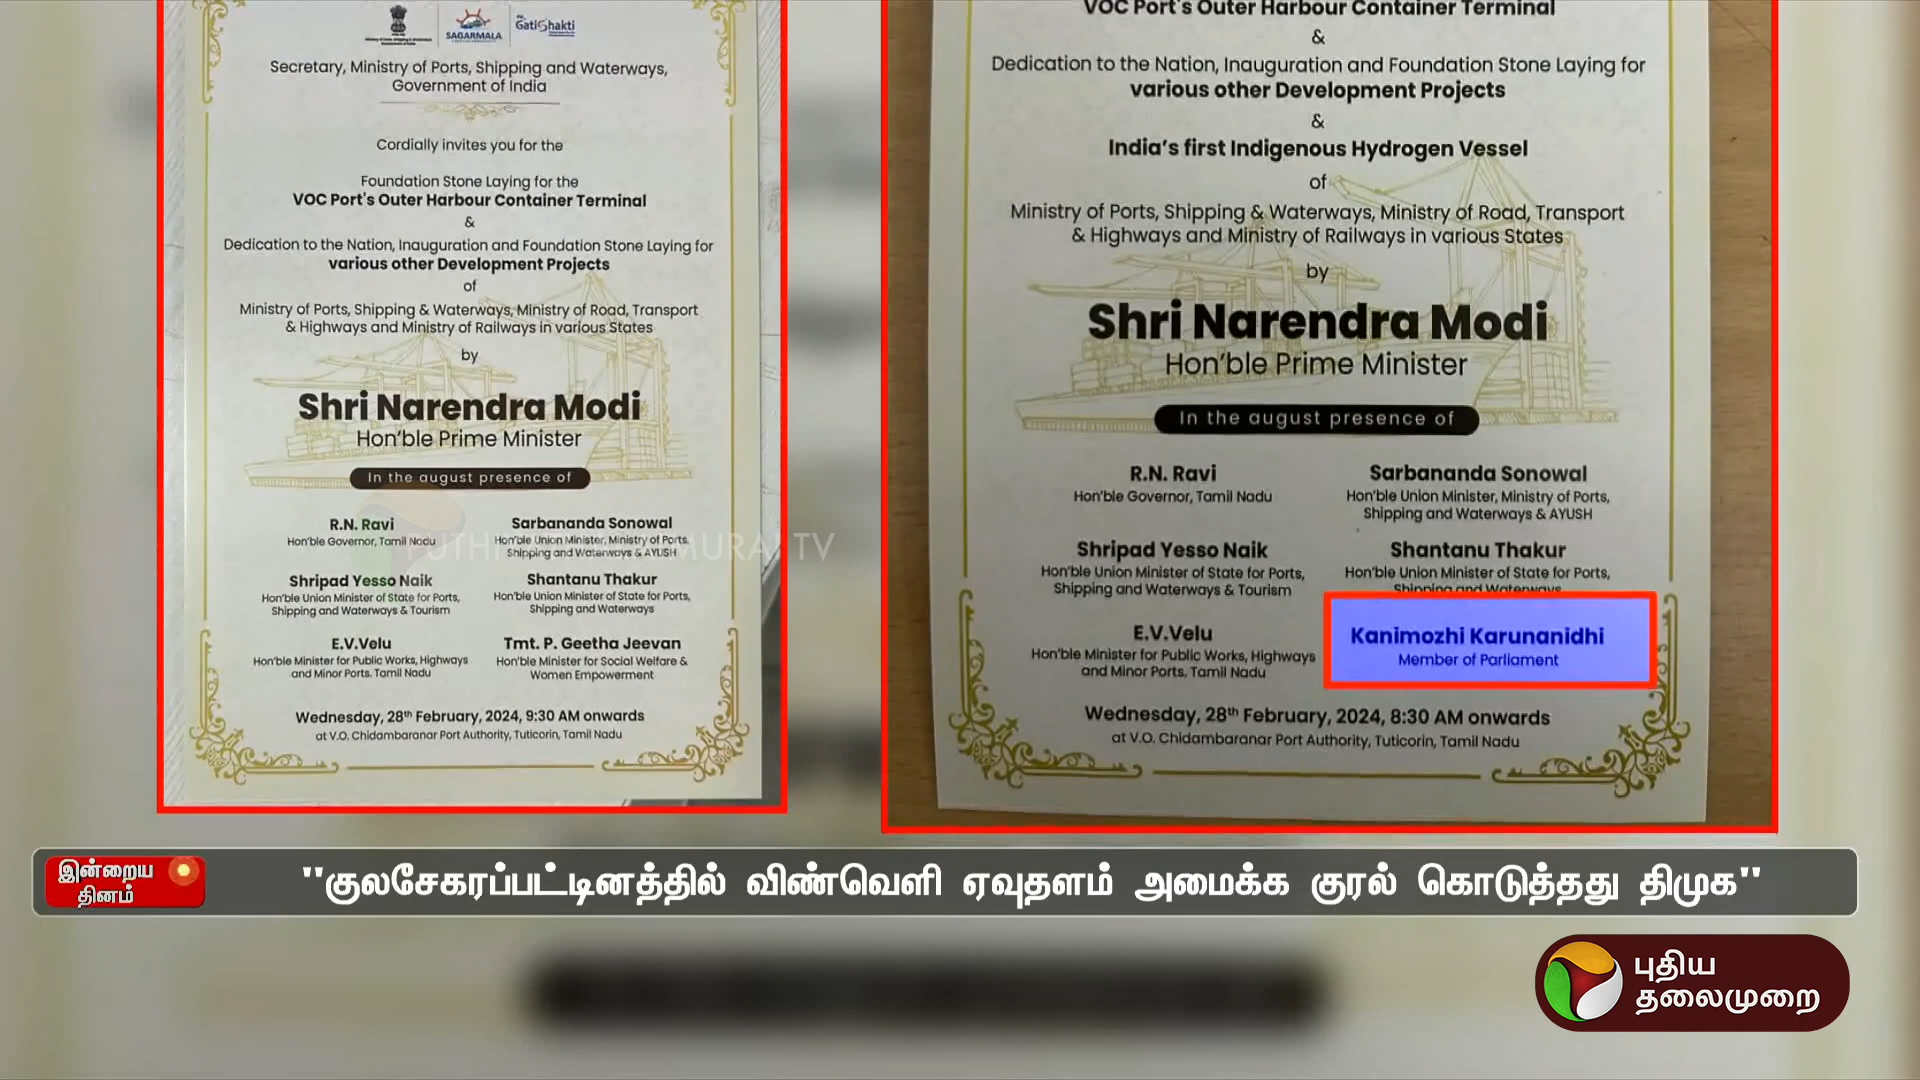 SAGARMALA
PM
GatiShakti
Secretary, Ministry of Ports, Shipping and Waterways,
Government of India
Cordially invites you for the
Foundation Stone Laying for the
VOC Port's Outer Harbour Container Terminal
&
Dedication to the Nation, Inauguration and Foundation Stone Laying for
various other Development Projects
of
Ministry of Ports, Shipping & Waterways, Ministry of Road, Transport
& Highways and Ministry of Railways in various States
by
Shri Narendra Modi
Hon'ble Prime Minister
In the august presence of
R.N. Ravi
Hon'ble Governor, Tamil Nadu
Sarbananda Sonowal
Hon'ble Union Minister, Ministry of Ports,
Shipping and Waterways & AYUSH
Shripad Yesso Naik
Hon'ble Union Minister of State for Ports,
Shipping and Waterways & Tourism
Shantanu Thakur
Hon'ble Union Minister of State for Ports,
Shipping and Waterways
E.V.Velu
Hon'ble Minister for Public Works, Highways
and Minor Ports, Tamil Nadu
Tmt. P. Geetha Jeevan
Hon'ble Minister for Social Welfare &
Women Empowerment
Wednesday, 28th February, 2024, 9:30 AM onwards
at V.O. Chidambaranar Port Authority, Tuticorin, Tamil Nadu
VOC Port's Outer Harbour Container Terminal
&
Dedication to the Nation, Inauguration and Foundation Stone Laying for
various other Development Projects
&
India's first Indigenous Hydrogen Vessel
of
Ministry of Ports, Shipping & Waterways, Ministry of Road, Transport
& Highways and Ministry of Railways in various States
by
Shri Narendra Modi
Hon'ble Prime Minister
In the august presence of
R.N. Ravi
Hon'ble Governor, Tamil Nadu
Sarbananda Sonowal
Hon'ble Union Minister, Ministry of Ports,
Shipping and Waterways & AYUSH
Shripad Yesso Naik
Hon'ble Union Minister of State for Ports,
Shipping and Waterways & Tourism
Shantanu Thakur
Hon'ble Union Minister of State for Ports,
Shipping and Waterways
E.V.Velu
Hon'ble Minister for Public Works, Highways
and Minor Ports, Tamil Nadu
Kanimozhi Karunanidhi
Member of Parliament
Wednesday, 28th February, 2024, 8:30 AM onwards
at V.O. Chidambaranar Port Authority, Tuticorin, Tamil Nadu
இன்றைய
தினம்
"குலசேகரப்பட்டினத்தில் விண்வெளி ஏவுதளம் அமைக்க குரல் கொடுத்தது திமுக"
புதிய
தலைமுறை